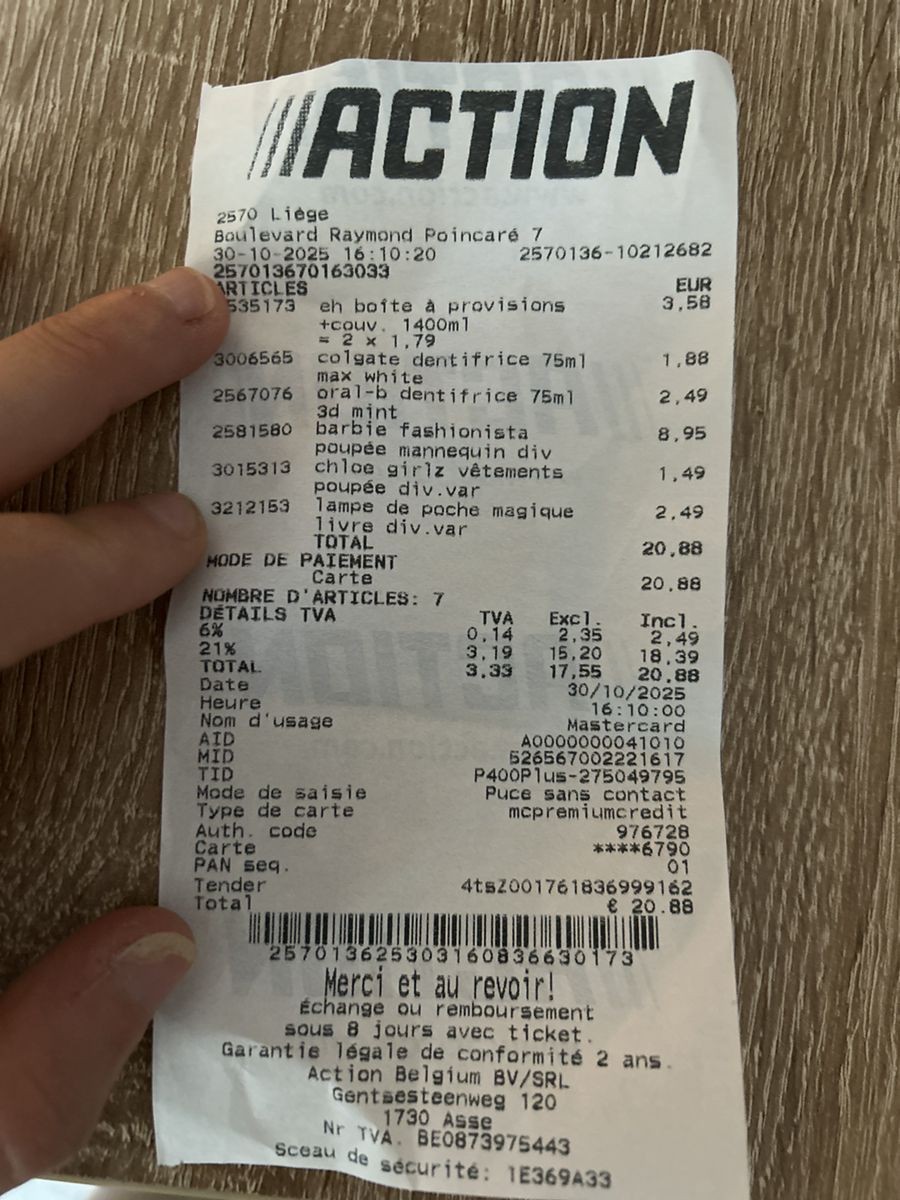 ACTION
2570 Liège
Boulevard Raymond Poincaré 7
30-10-2025 16:10:20 2570136-10212682
257013670163033
ARTICLES EUR
535173 eh boîte à provisions 3,58
+couv. 1400ml
= 2 x 1,79
3006565 colgate dentifrice 75ml 1,88
max white
2567076 oral-b dentifrice 75ml 2,49
3d mint
2581580 barbie fashionista 8,95
poupée mannequin div
3015313 chloe girlz vêtements 1,49
poupée div.var
3212153 lampe de poche magique 2,49
livre div.var
TOTAL 20,88
MODE DE PAIEMENT
Carte 20,88
NOMBRE D'ARTICLES: 7
DÉTAILS TVA TVA Excl. Incl.
6% 0,14 2,35 2,49
21% 3,19 15,20 18,39
TOTAL 3,33 17,55 20,88
Date 30/10/2025
Heure 16:10:00
Nom d'usage Mastercard
AID A0000000041010
MID 526567002221617
TID P400Plus-275049795
Mode de saisie Puce sans contact
Type de carte mcpremiumcredit
Auth. code 976728
Carte ****6790
PAN seq. 01
Tender 4tsZ001761836999162
Total € 20.88
257013625303160836630173
Merci et au revoir!
Échange ou remboursement
sous 8 jours avec ticket.
Garantie légale de conformité 2 ans.
Action Belgium BV/SRL
Gentsesteenweg 120
1730 Asse
Nr TVA. BE0873975443
Sceau de sécurité: 1E369A33